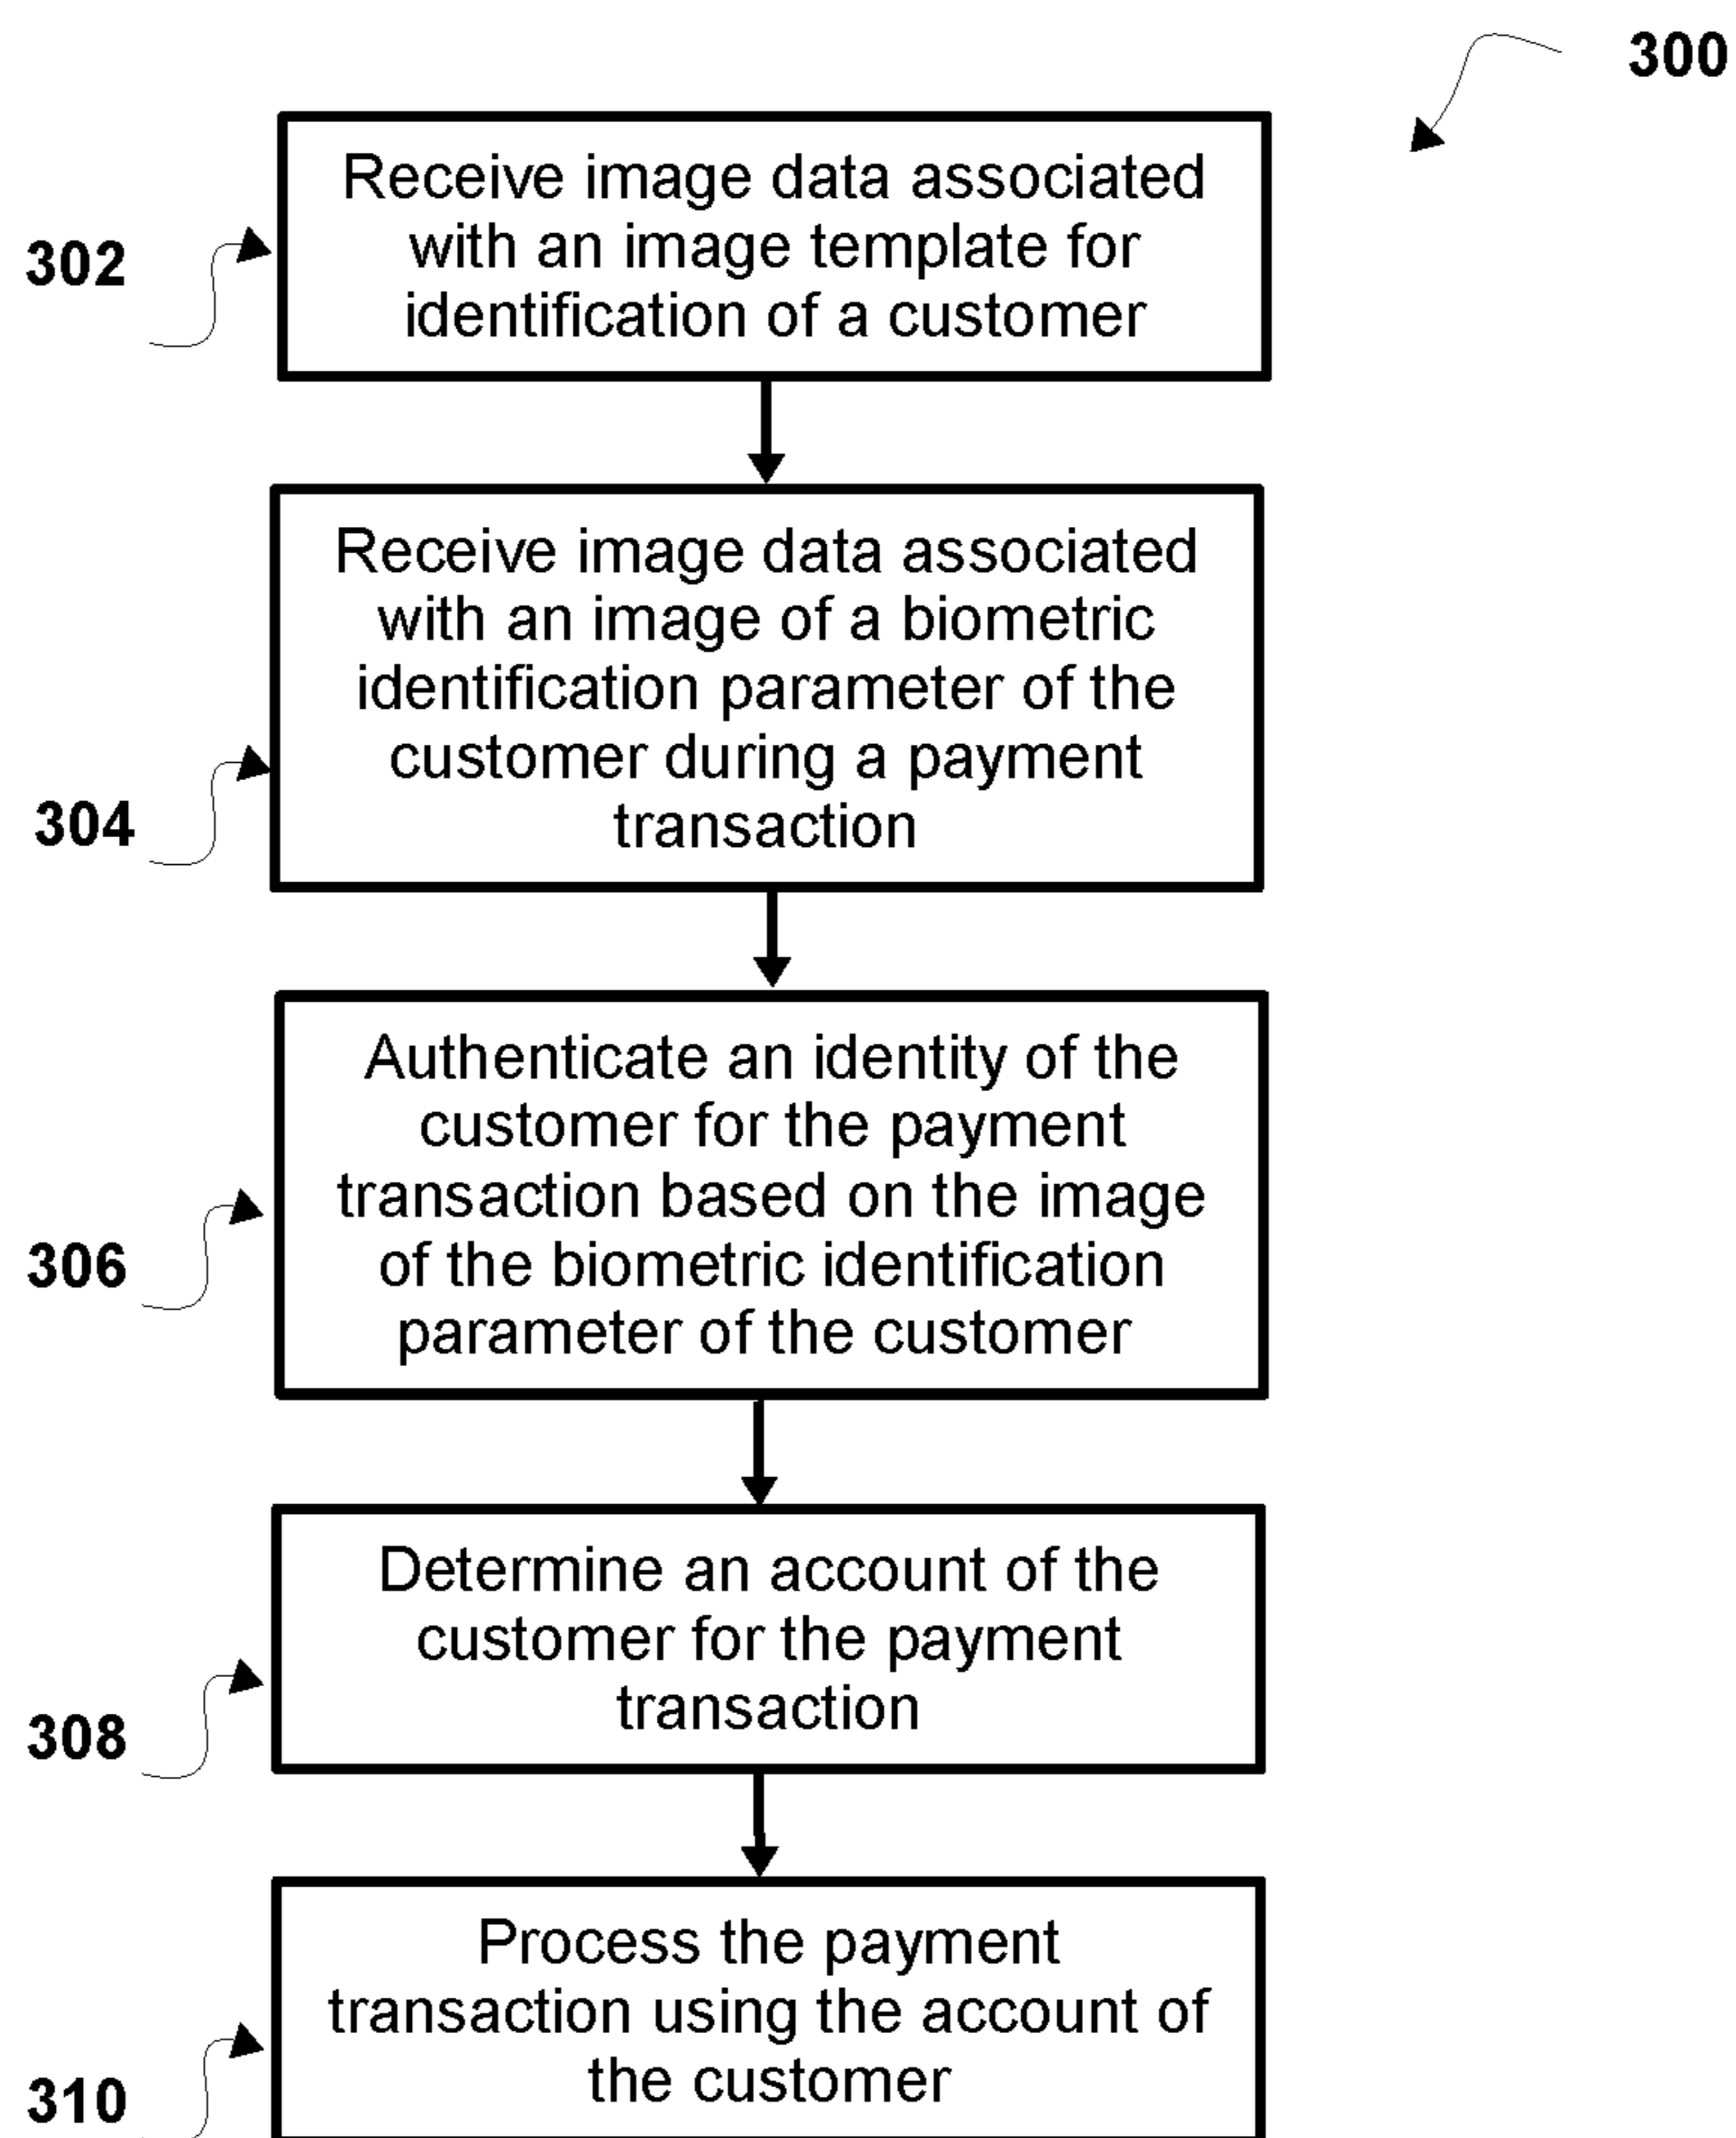 300
302
Receive image data associated
with an image template for
identification of a customer
304
Receive image data associated
with an image of a biometric
identification parameter of the
customer during a payment
transaction
306
Authenticate an identity of the
customer for the payment
transaction based on the image
of the biometric identification
parameter of the customer
308
Determine an account of the
customer for the payment
transaction
310
Process the payment
transaction using the account of
the customer